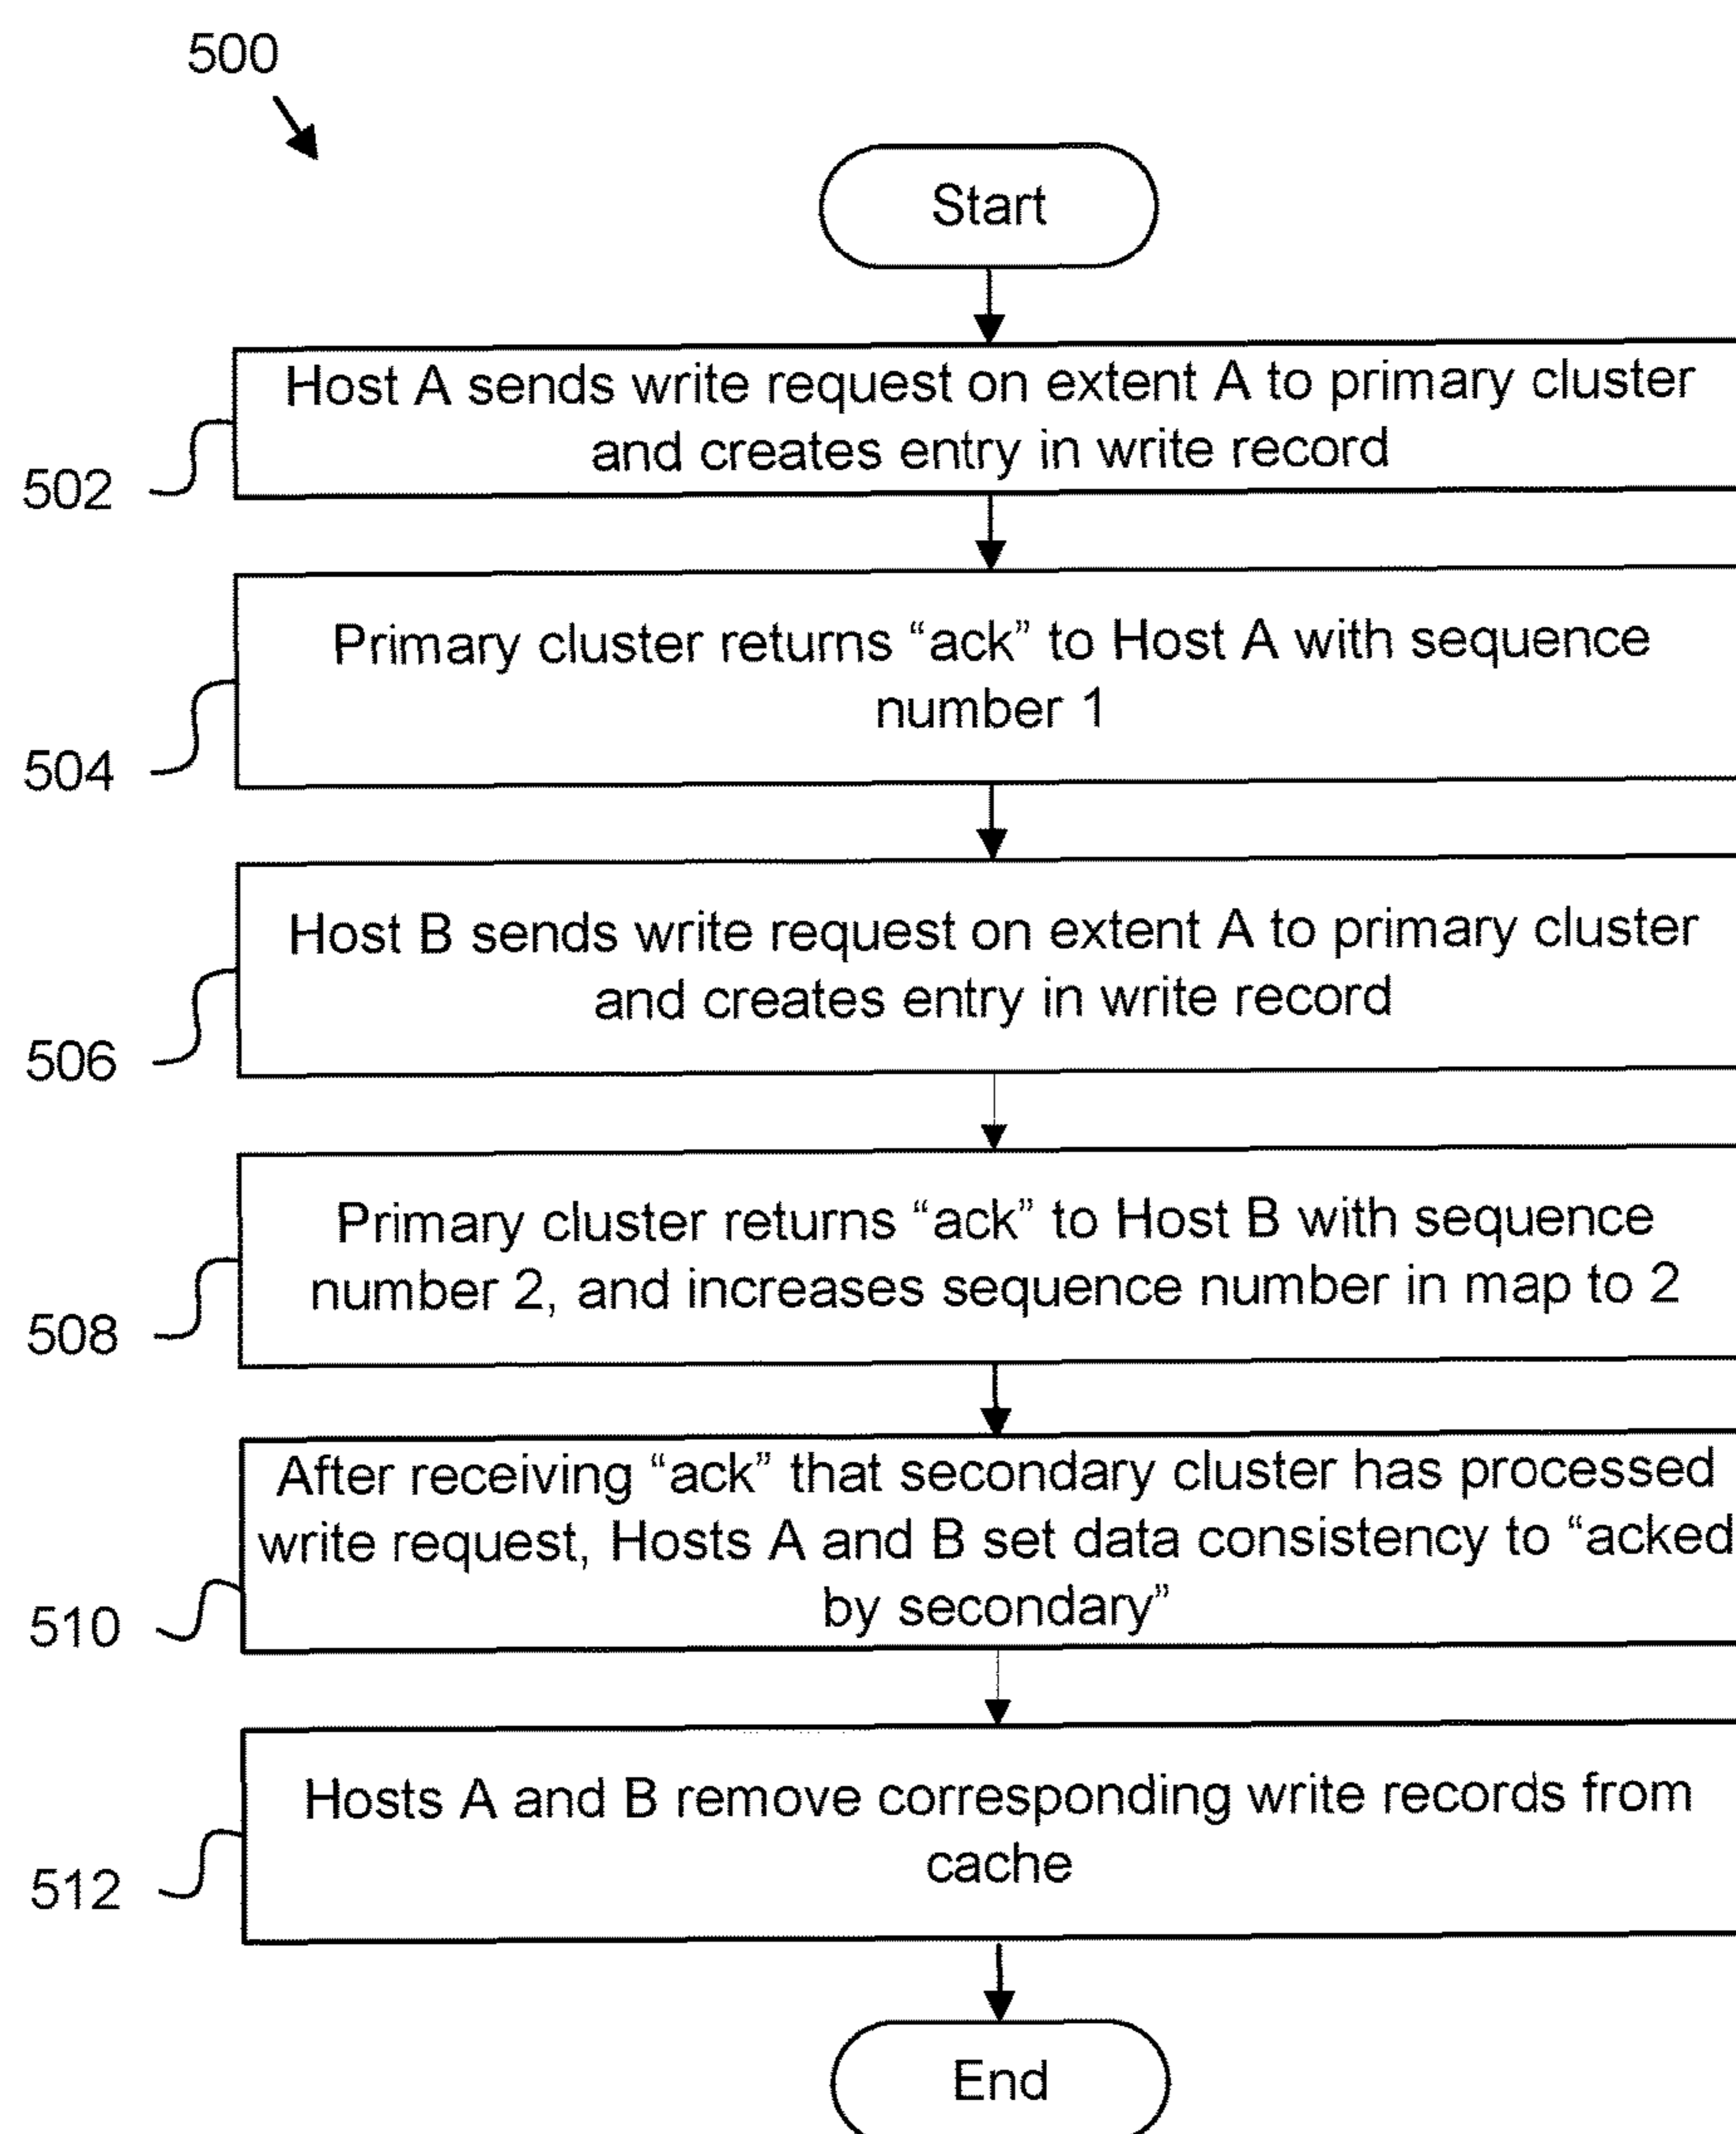 500
Start
Host A sends write request on extent A to primary cluster
and creates entry in write record
502
Primary cluster returns “ack” to Host A with sequence
number 1
504
Host B sends write request on extent A to primary cluster
and creates entry in write record
506
Primary cluster returns “ack” to Host B with sequence
number 2, and increases sequence number in map to 2
508
After receiving “ack” that secondary cluster has processed
write request, Hosts A and B set data consistency to “acked
by secondary”
510
Hosts A and B remove corresponding write records from
cache
512
End